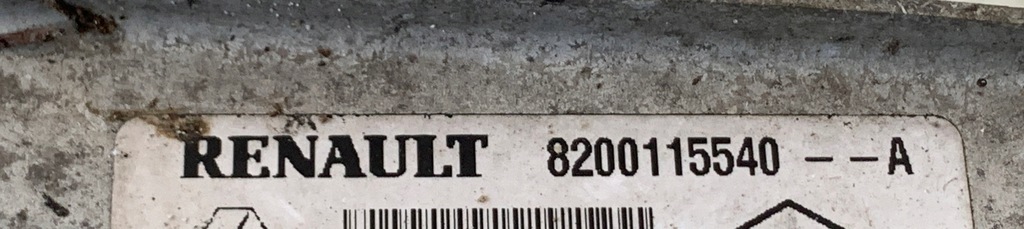 RENAULT 8200115540 -- A